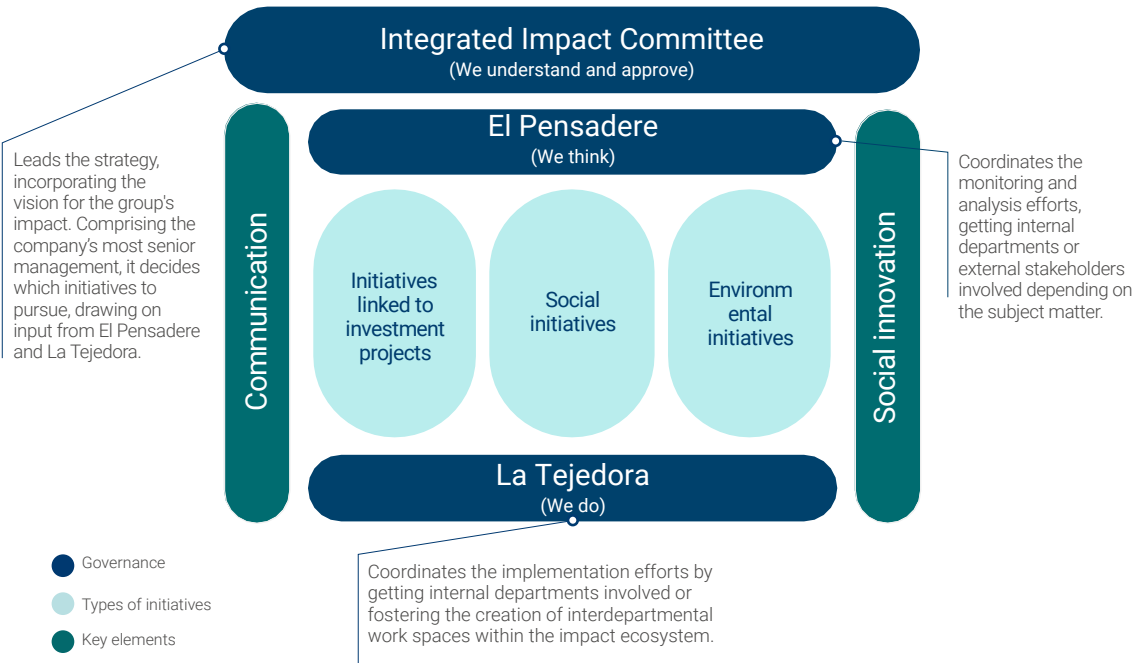 Integrated Impact Committee
(We understand and approve)
El Pensadere
(We think)
Leads the strategy,
incorporating the
vision for the group's
impact. Comprising the
company's most senior
management, it decides
which initiatives to
pursue, drawing on
input from El Pensadere
and La Tejedora.
Communication
Initiatives
linked to
investment
projects
Social
initiatives
Environm
ental
initiatives
Social innovation
Coordinates the
monitoring and
analysis efforts,
getting internal
departments or
external stakeholders
involved depending on
the subject matter.
La Tejedora
(We do)
Coordinates the implementation efforts by
getting internal departments involved or
fostering the creation of interdepartmental
work spaces within the impact ecosystem.
Governance
Types of initiatives
Key elements